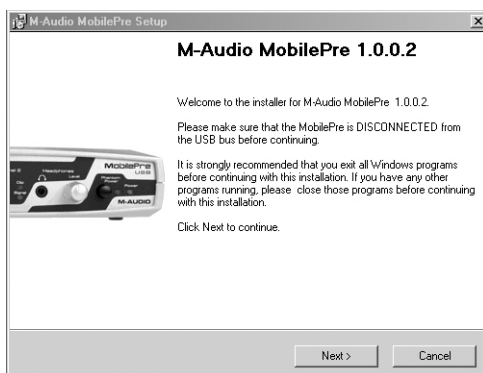 M-Audio MobilePre Setup
M-Audio MobilePre 1.0.0.2
Welcome to the installer for M-Audio MobilePre 1.0.0.2.
Please make sure that the MobilePre is DISCONNECTED from
the USB bus before continuing.
It is strongly recommended that you exit all Windows programs
before continuing with this installation. If you have any other
programs running, please close those programs before continuing
with this installation.
Click Next to continue.
Headphones
Level
MobilePre
USB
Phantom
Power
Power
Signal
M-AUDIO
Next >
Cancel